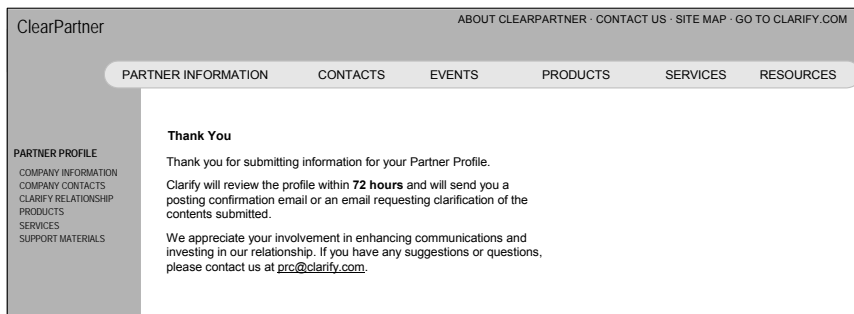 ClearPartner
ABOUT CLEARPARTNER · CONTACT US · SITE MAP · GO TO CLARIFY.COM
PARTNER INFORMATION CONTACTS EVENTS PRODUCTS SERVICES RESOURCES
PARTNER PROFILE
COMPANY INFORMATION
COMPANY CONTACTS
CLARIFY RELATIONSHIP
PRODUCTS
SERVICES
SUPPORT MATERIALS
Thank You
Thank you for submitting information for your Partner Profile.
Clarify will review the profile within 72 hours and will send you a
posting confirmation email or an email requesting clarification of the
contents submitted.
We appreciate your involvement in enhancing communications and
investing in our relationship. If you have any suggestions or questions,
please contact us at prc@clarify.com.